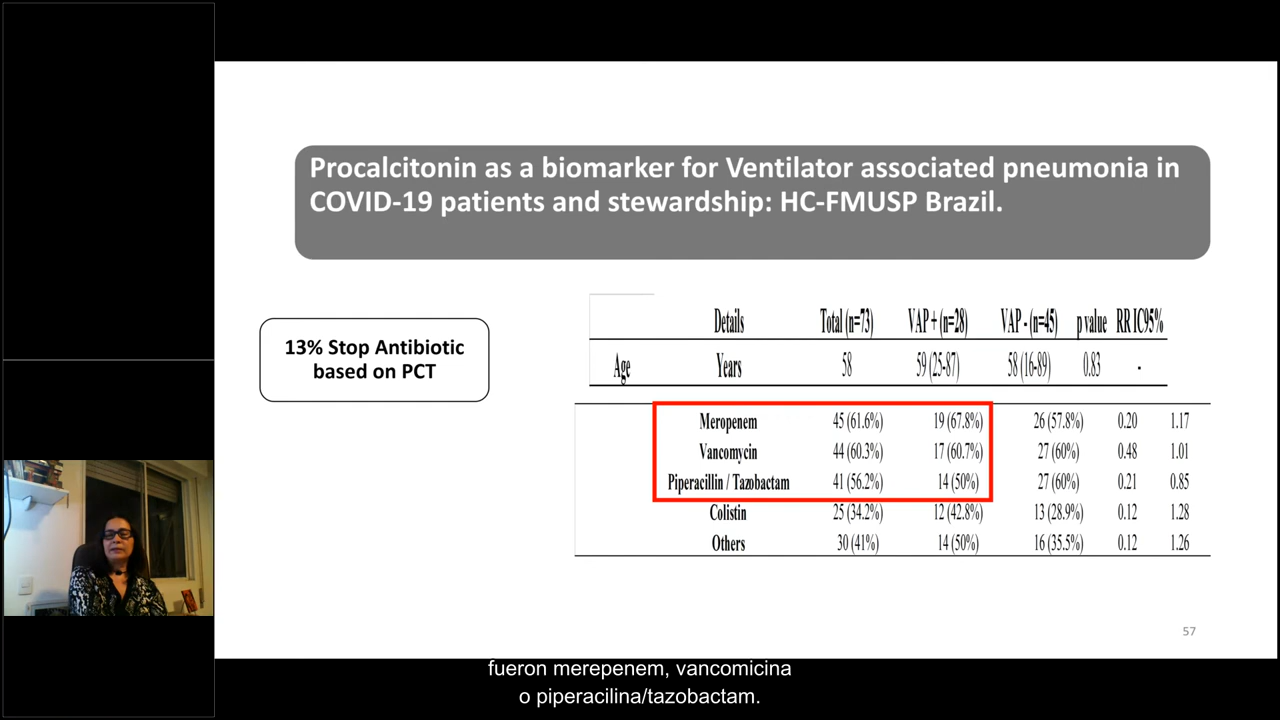 Procalcitonin as a biomarker for Ventilator associated pneumonia in
COVID-19 patients and stewardship: HC-FMUSP Brazil.
13% Stop Antibiotic
based on PCT
Details Total (n=73) VAP + (n=28) VAP - (n=45) p value RR IC95%
Age Years 58 59 (25-87) 58 (16-89) 0.83 -
Meropenem 45 (61.6%) 19 (67.8%) 26 (57.8%) 0.20 1.17
Vancomycin 44 (60.3%) 17 (60.7%) 27 (60%) 0.48 1.01
Piperacillin / Tazobactam 41 (56.2%) 14 (50%) 27 (60%) 0.21 0.85
Colistin 25 (34.2%) 12 (42.8%) 13 (28.9%) 0.12 1.28
Others 30 (41%) 14 (50%) 16 (35.5%) 0.12 1.26
57
fueron merepenem, vancomicina
o piperacilina/tazobactam.